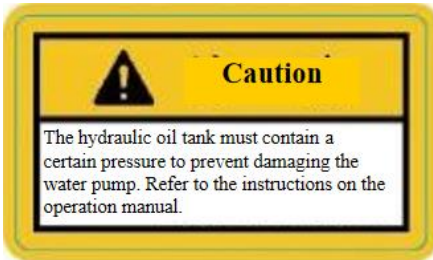 Caution
The hydraulic oil tank must contain a
certain pressure to prevent damaging the
water pump. Refer to the instructions on the
operation manual.